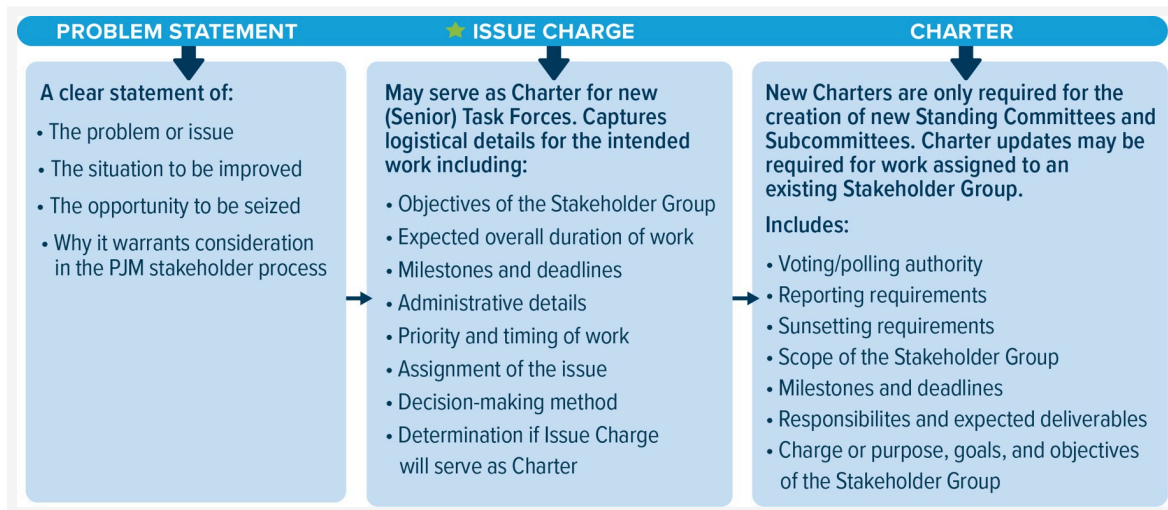 PROBLEM STATEMENT
ISSUE CHARGE
CHARTER
A clear statement of:
• The problem or issue
• The situation to be improved
• The opportunity to be seized
• Why it warrants consideration
in the PJM stakeholder process
May serve as Charter for new
(Senior) Task Forces. Captures
logistical details for the intended
work including:
• Objectives of the Stakeholder Group
• Expected overall duration of work
• Milestones and deadlines
• Administrative details
• Priority and timing of work
• Assignment of the issue
• Decision-making method
• Determination if Issue Charge
will serve as Charter
New Charters are only required for the
creation of new Standing Committees and
Subcommittees. Charter updates may be
required for work assigned to an
existing Stakeholder Group.
Includes:
• Voting/polling authority
• Reporting requirements
• Sunsetting requirements
• Scope of the Stakeholder Group
• Milestones and deadlines
• Responsibilites and expected deliverables
• Charge or purpose, goals, and objectives
of the Stakeholder Group